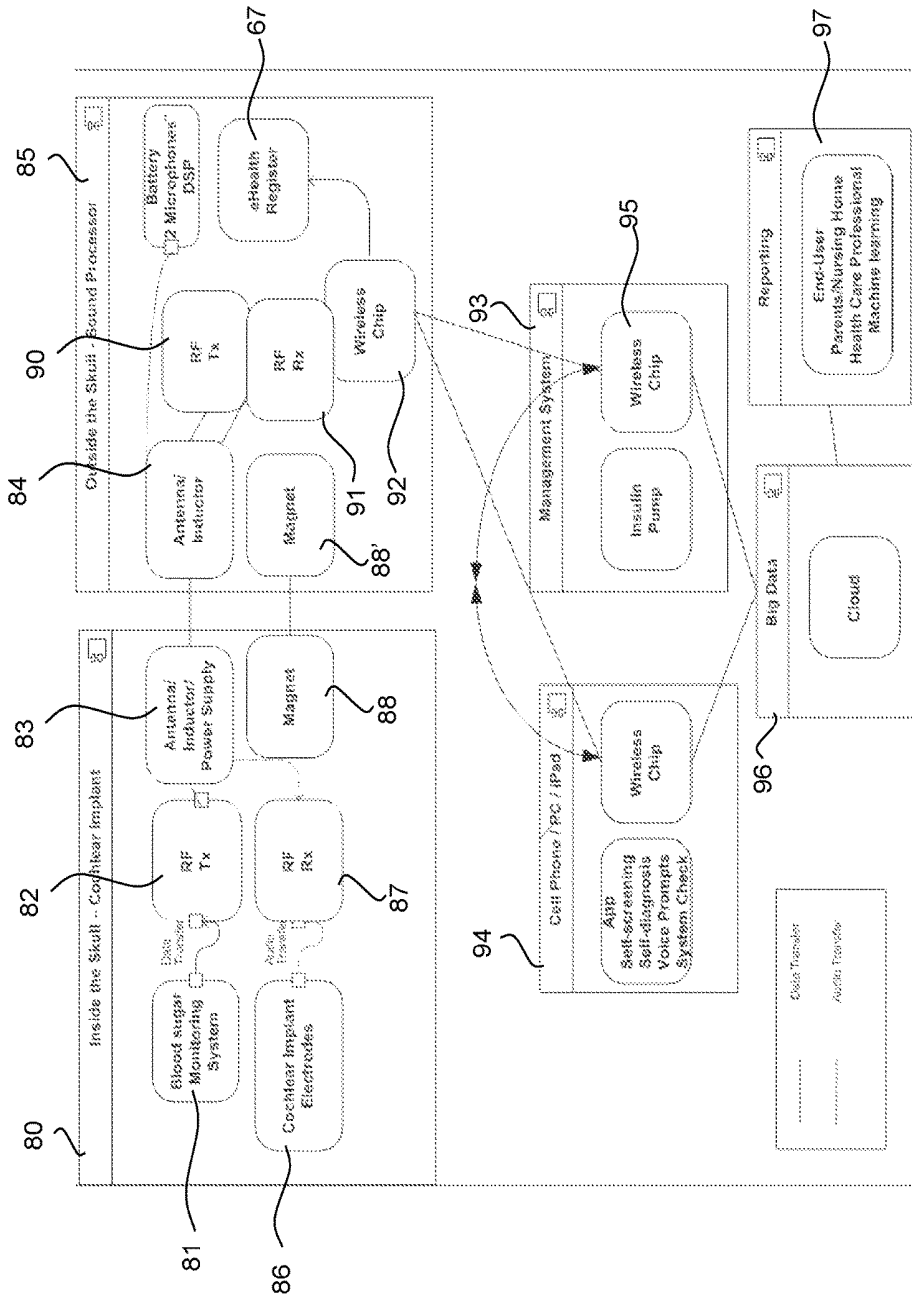 80
Inside the Skull - Cochlear Implant
81
Blood sugar
Monitoring
System
Data
Transfer
82
RF
Tx
83
Antenna/
Inductor/
Power Supply
86
Cochlear Implant
Electrodes
Audio
Transfer
87
RF
Rx
88
Magnet
85
Outside the Skull - Sound Processor
84
Antenna/
Inductor
90
RF
Tx
Battery
2 Microphones
DSP
88'
Magnet
91
RF
Rx
92
Wireless
Chip
67
eHealth
Register
94
Cell Phone / PC / iPad
App
Self-screening
Self-diagnosis
Voice Prompts
System Check
Wireless
Chip
93
Management System
Insulin
Pump
95
Wireless
Chip
96
Big Data
Cloud
Reporting
97
End-User
Parents/Nursing Home
Health Care Professional
Machine learning
Data Transfer
Audio Transfer